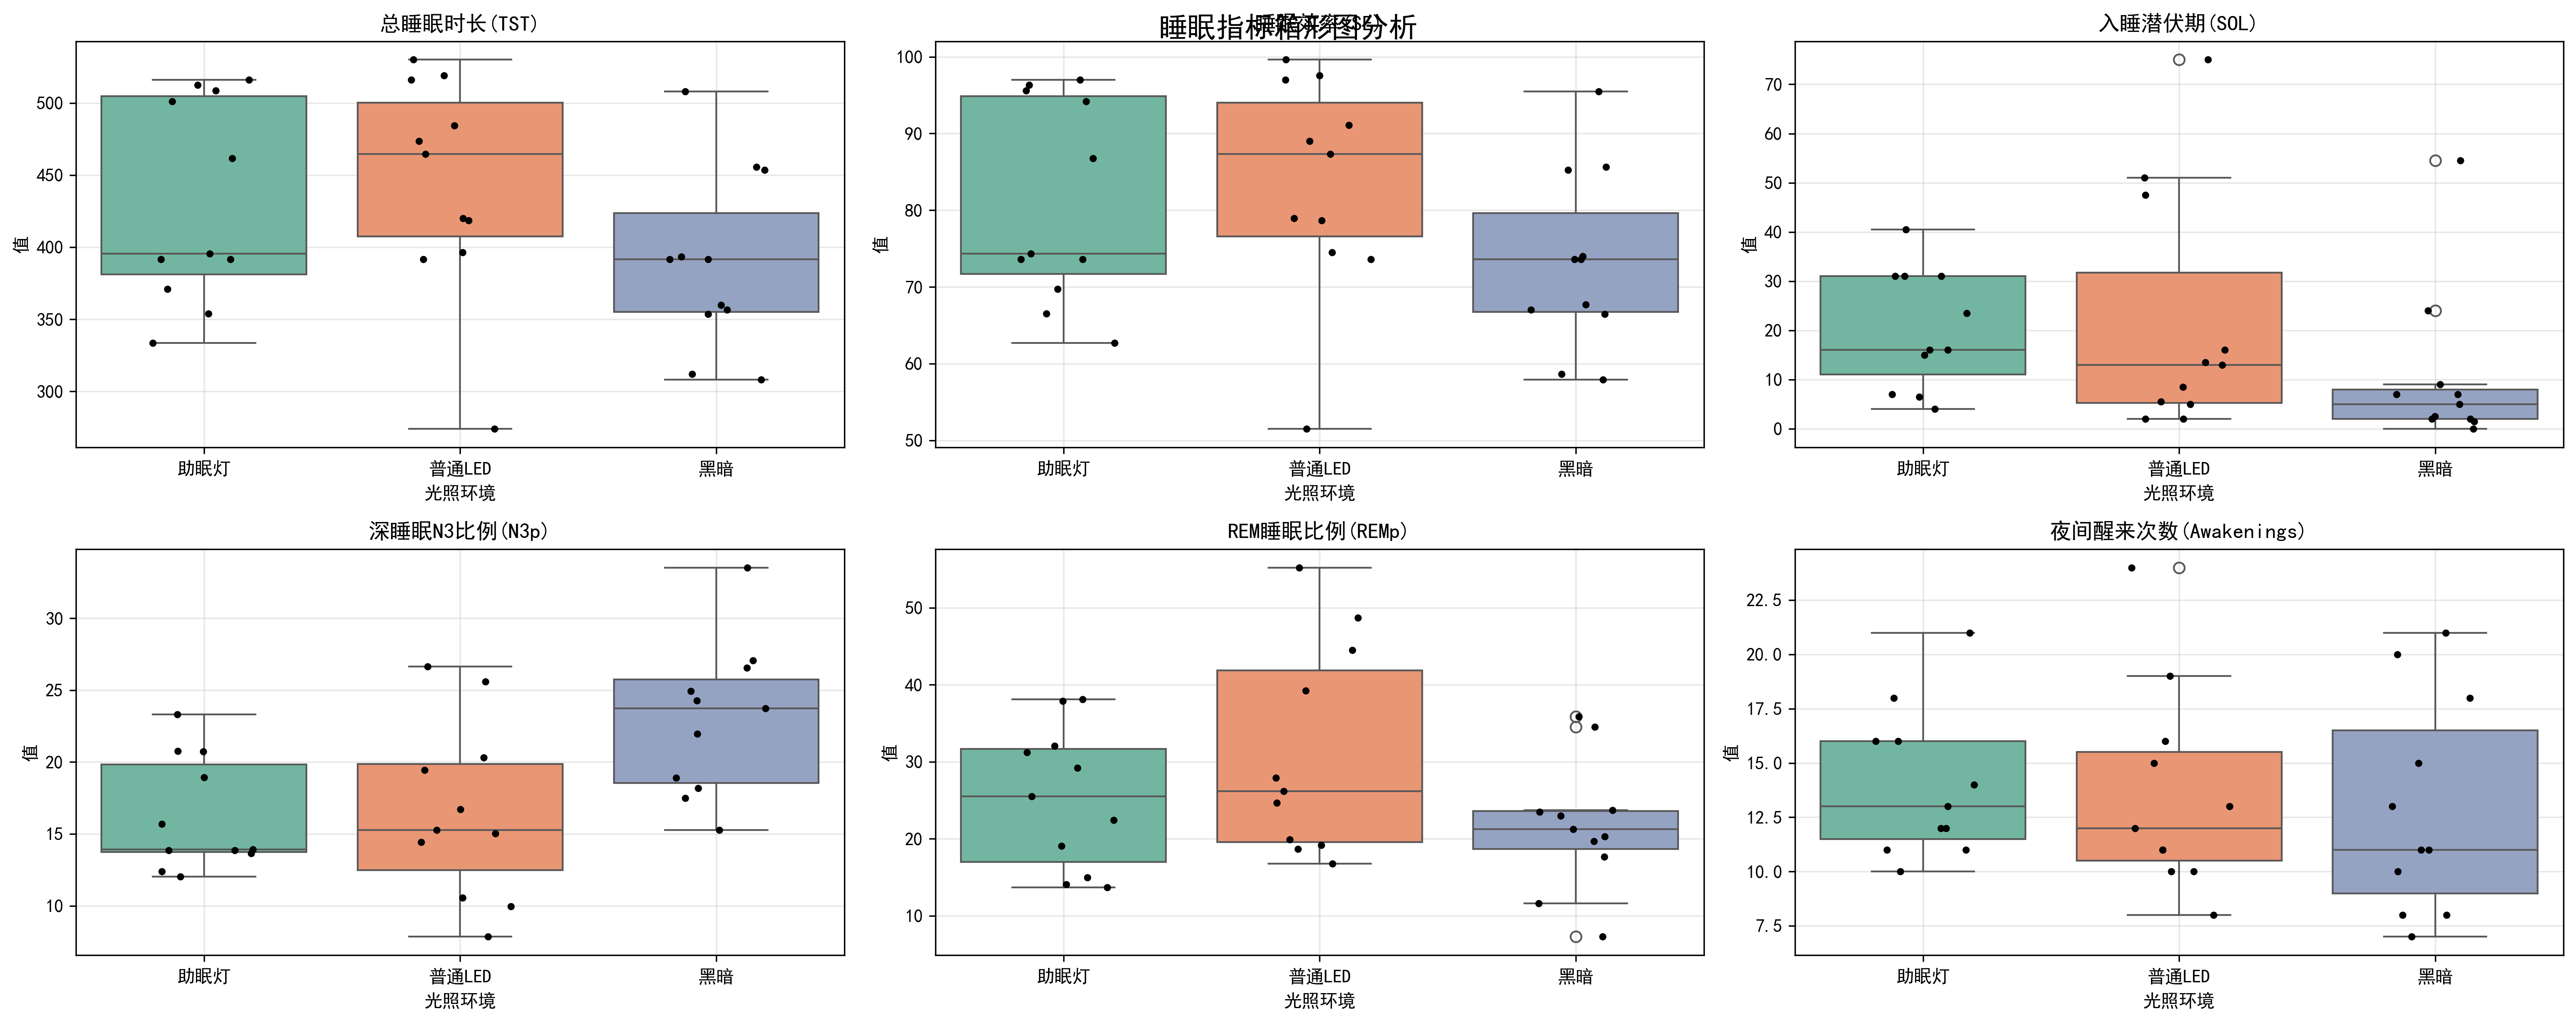 睡眠指标箱形图分析
总睡眠时长(TST)
值
500
450
400
350
300
助眠灯 普通LED 黑暗
光照环境
值
100
90
80
70
60
50
助眠灯 普通LED 黑暗
光照环境
入睡潜伏期(SOL)
值
70
60
50
40
30
20
10
0
助眠灯 普通LED 黑暗
光照环境
深睡眠N3比例(N3p)
值
30
25
20
15
10
助眠灯 普通LED 黑暗
光照环境
REM睡眠比例(REMp)
值
50
40
30
20
10
助眠灯 普通LED 黑暗
光照环境
夜间醒来次数(Awakenings)
值
22.5
20.0
17.5
15.0
12.5
10.0
7.5
助眠灯 普通LED 黑暗
光照环境